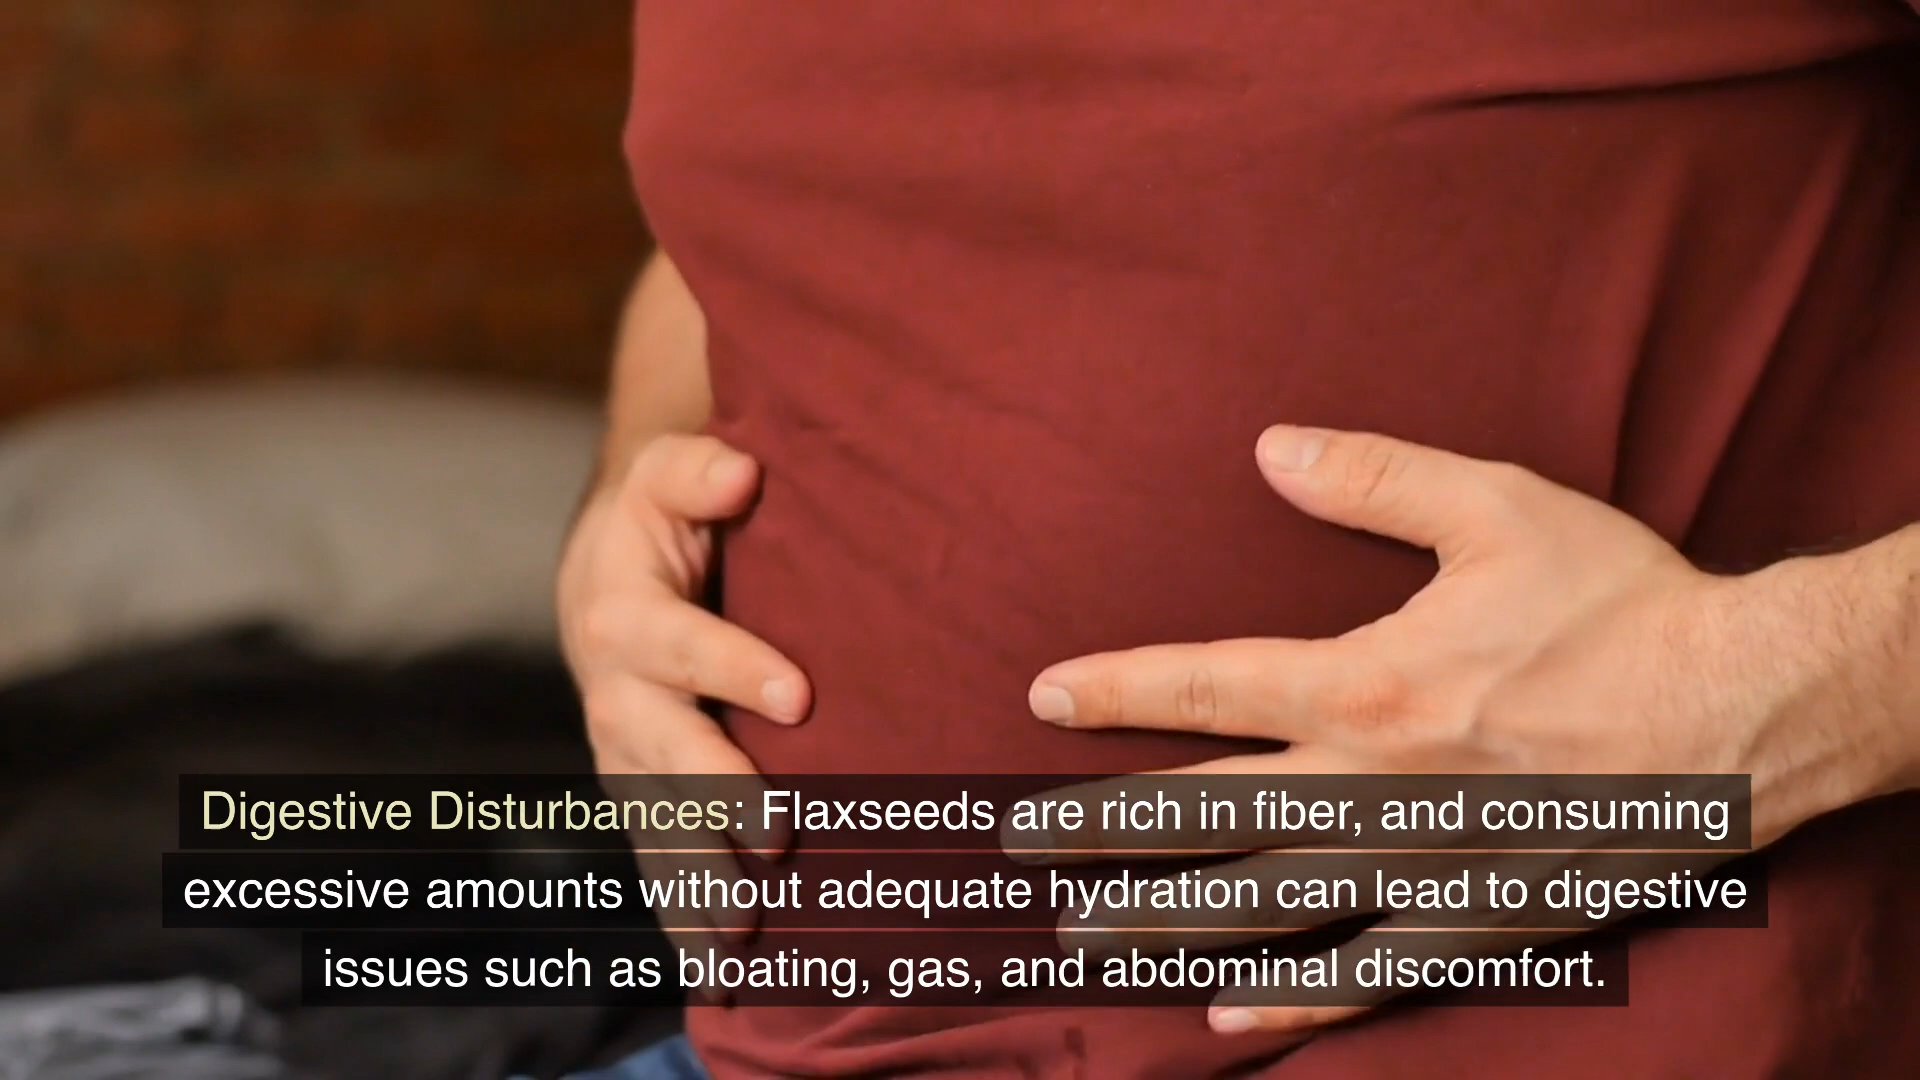 Digestive Disturbances: Flaxseeds are rich in fiber, and consuming
excessive amounts without adequate hydration can lead to digestive
issues such as bloating, gas, and abdominal discomfort.